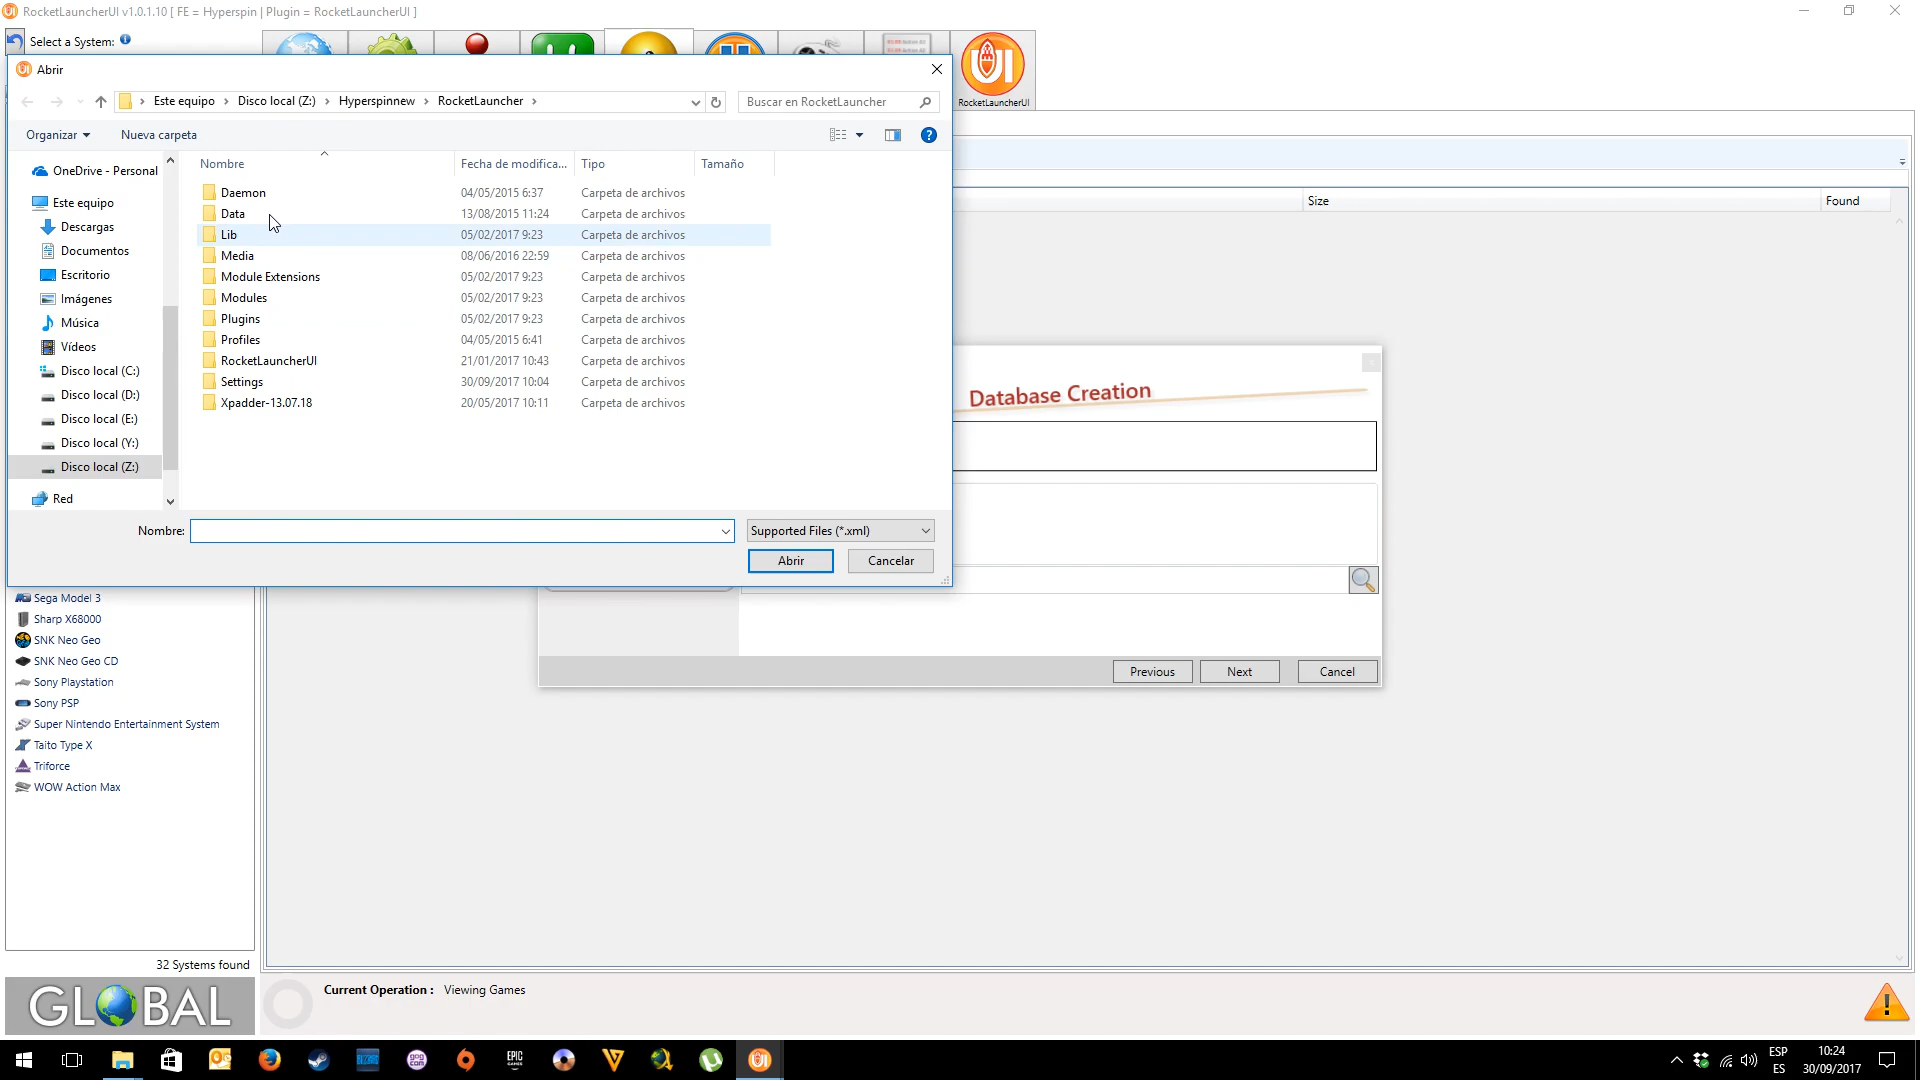 RocketLauncherUI v1.0.1.10 [ FE = Hyperspin | Plugin = RocketLauncherUI ]
Select a System:
RocketLauncherUI
Abrir
Este equipo > Disco local (Z:) > Hyperspinnew > RocketLauncher >
Buscar en RocketLauncher
Organizar
Nueva carpeta
OneDrive - Personal
Este equipo
Descargas
Documentos
Escritorio
Imágenes
Música
Vídeos
Disco local (C:)
Disco local (D:)
Disco local (E:)
Disco local (Y:)
Disco local (Z:)
Red
Nombre Fecha de modifica... Tipo Tamaño
Daemon 04/05/2015 6:37 Carpeta de archivos
Data 13/08/2015 11:24 Carpeta de archivos
Lib 05/02/2017 9:23 Carpeta de archivos
Media 08/06/2016 22:59 Carpeta de archivos
Module Extensions 05/02/2017 9:23 Carpeta de archivos
Modules 05/02/2017 9:23 Carpeta de archivos
Plugins 05/02/2017 9:23 Carpeta de archivos
Profiles 04/05/2015 6:41 Carpeta de archivos
RocketLauncherUI 21/01/2017 10:43 Carpeta de archivos
Settings 30/09/2017 10:04 Carpeta de archivos
Xpadder-13.07.18 20/05/2017 10:11 Carpeta de archivos
Nombre:
Supported Files (*.xml)
Abrir
Cancelar
Size
Found
Database Creation
Previous
Next
Cancel
Sega Model 3
Sharp X68000
SNK Neo Geo
SNK Neo Geo CD
Sony Playstation
Sony PSP
Super Nintendo Entertainment System
Taito Type X
Triforce
WOW Action Max
32 Systems found
GLOBAL
Current Operation : Viewing Games
ESP
ES
10:24
30/09/2017